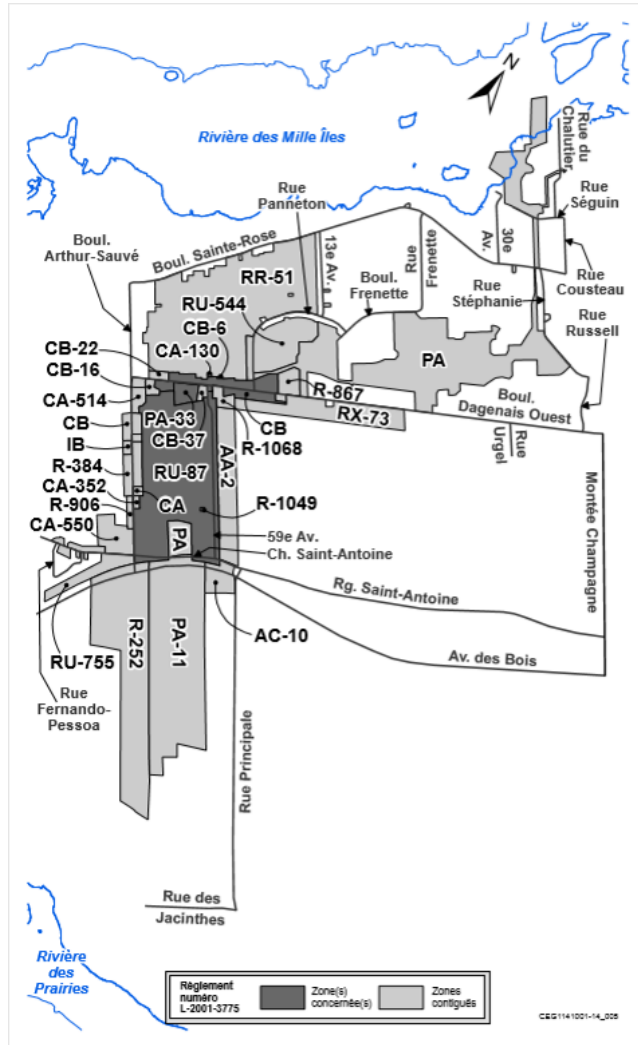 N
Rivière des Mille Îles
Rue du
Chalutier
Rue
Panneton
Rue
Séguin
Boul.
Arthur-Sauvé
Boul. Sainte-Rose
13e Av.
Rue
Frenette
30e
Av.
RR-51
Boul.
Frenette
Rue
Stéphanie
Rue
Cousteau
RU-544
CB-6
Rue
Russell
CB-22
CA-130
PA
CB-16
R-867
CA-514
PA-33
CB
RX-73
Boul.
Dagenais Ouest
CB
CB-37
R-1068
Rue
Urgel
IB
RU-87
AA-2
R-384
CA-352
CA
R-1049
R-906
Montée Champagne
CA-550
PA
59e Av.
Ch. Saint-Antoine
Rg. Saint-Antoine
R-252
PA-11
AC-10
RU-755
Av. des Bois
Rue
Fernando-
Pessoa
Rue Principale
Rue des
Jacinthes
Rivière
des
Prairies
Règlement
numéro
L-2001-3775
Zone(s)
concernée(s)
Zones
contiguës
CEG1141001-14_005